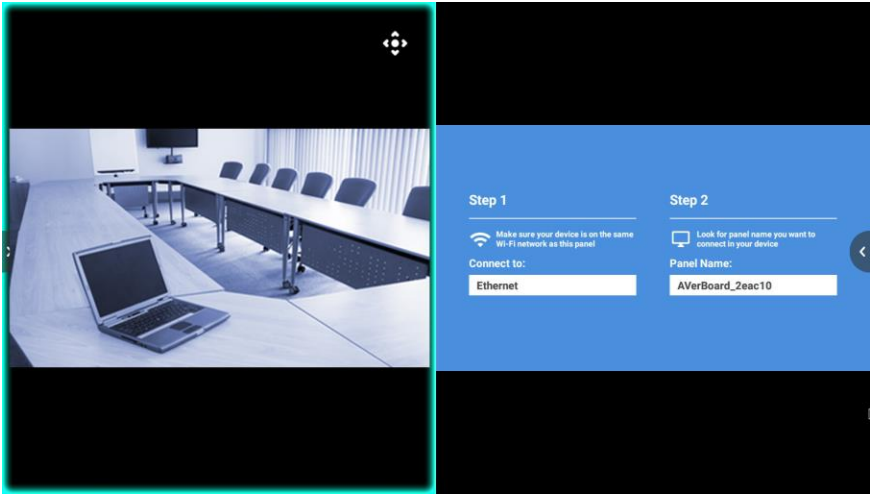 Step 1
Make sure your device is on the same
Wi-Fi network as this panel
Connect to:
Ethernet
Step 2
Look for panel name you want to
connect in your device
Panel Name:
AVerBoard_2eac10